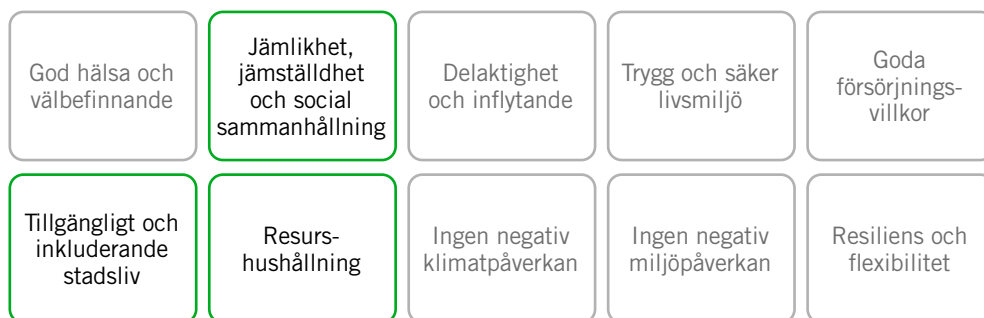 God hälsa och
välbefinnande
Jämlikhet,
jämställdhet
och social
sammanhållning
Delaktighet
och inflytande
Trygg och säker
livsmiljö
Goda
försörjnings-
villkor
Tillgängligt och
inkluderande
stadsliv
Resurs-
hushållning
Ingen negativ
klimatpåverkan
Ingen negativ
miljöpåverkan
Resiliens och
flexibilitet